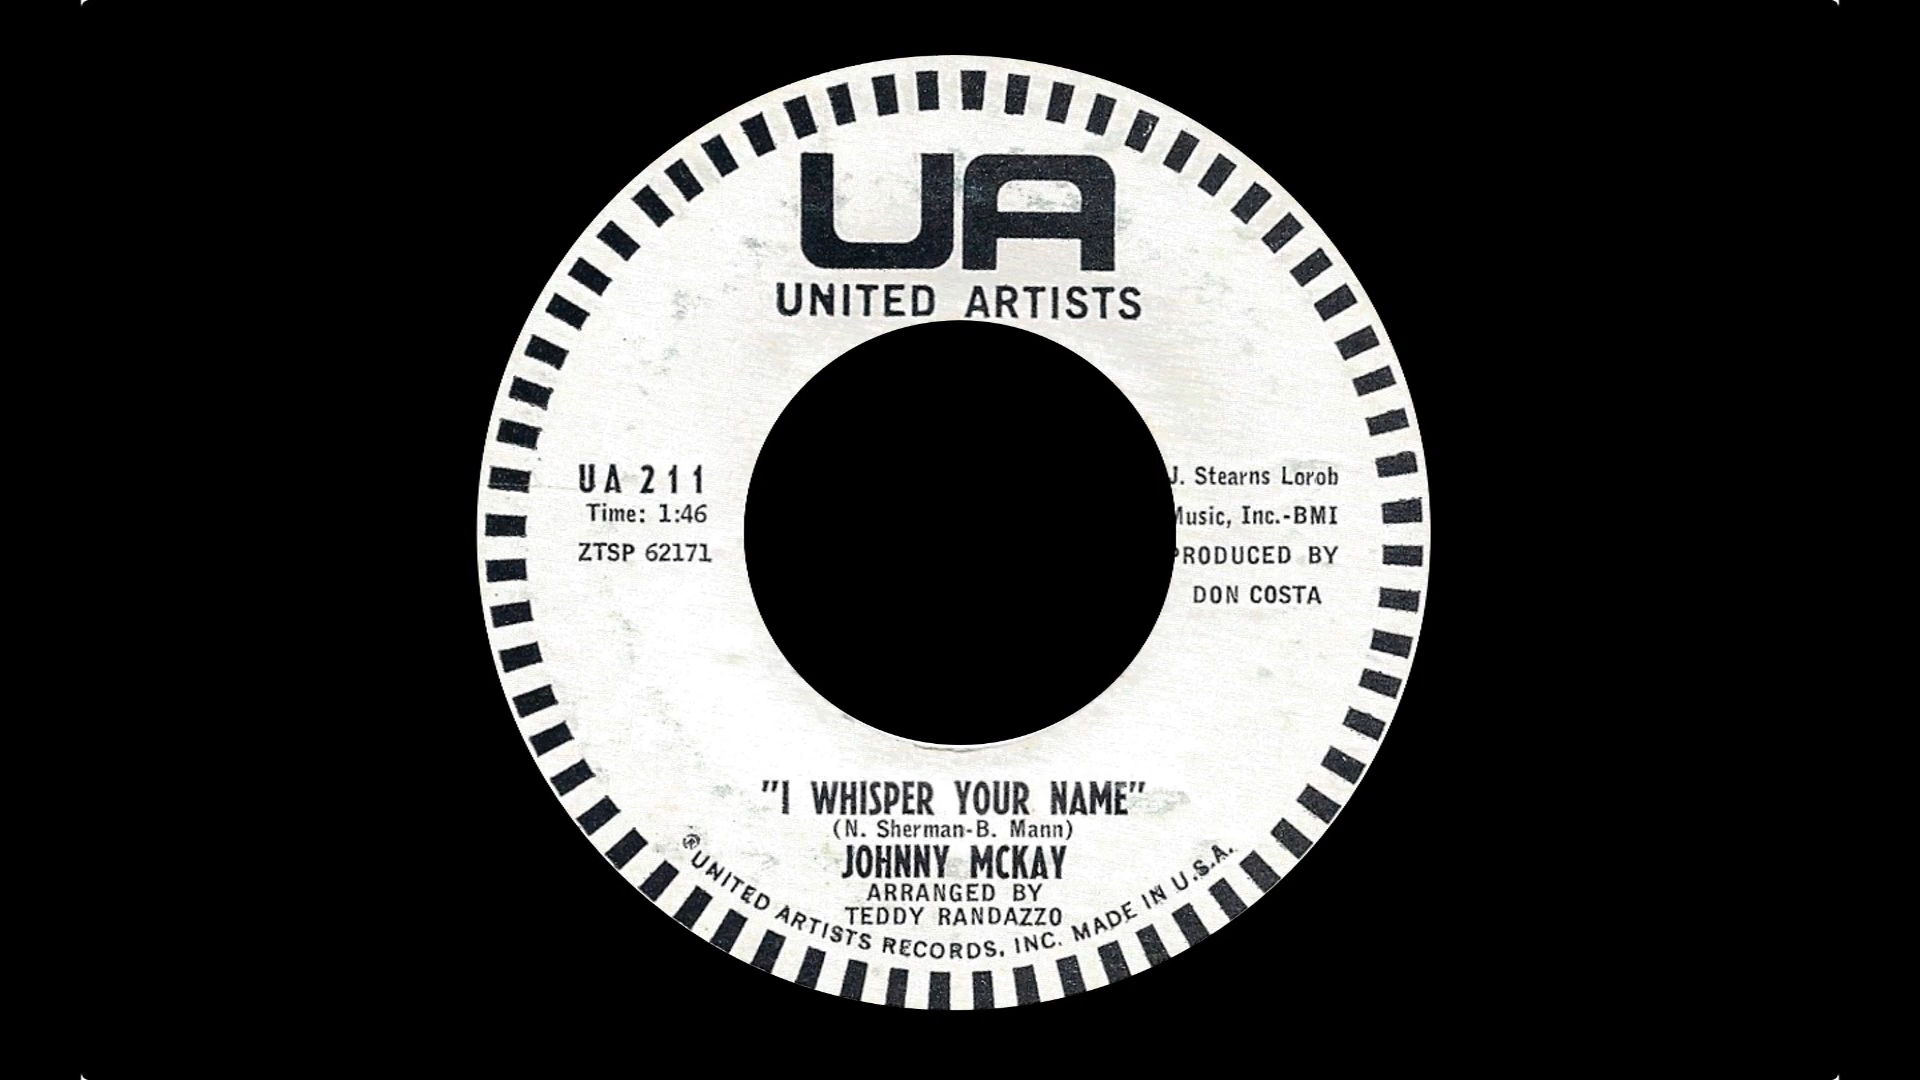 UA
UNITED ARTISTS
UA 211
Time: 1:46
ZTSP 62171
J. Stearns Lorob
Music, Inc.-BMI
PRODUCED BY
DON COSTA
"I WHISPER YOUR NAME"
(N. Sherman-B. Mann)
JOHNNY MCKAY
ARRANGED BY
TEDDY RANDAZZO
®UNITED ARTISTS RECORDS, INC. MADE IN U.S.A.